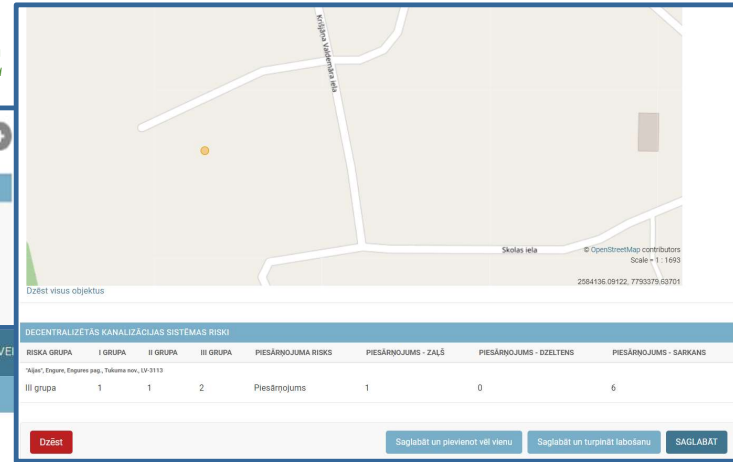 Krišjāņa Valdemāra iela
Skolas iela
© OpenStreetMap contributors
Scale = 1 : 1693
2584136.09122, 7793379.63701
Dzēst visus objektus
DECENTRALIZĒTĀS KANALIZĀCIJAS SISTĒMAS RISKI
RISKA GRUPA I GRUPA II GRUPA III GRUPA PIESĀRŅOJUMA RISKS PIESĀRŅOJUMS - ZAĻŠ PIESĀRŅOJUMS - DZELTENS PIESĀRŅOJUMS - SARKANS
"Aijas", Engure, Engures pag., Tukuma nov., LV-3113
III grupa 1 1 2 Piesārņojums 1 0 6
Dzēst Saglabāt un pievienot vēl vienu Saglabāt un turpināt labošanu SAGLABĀT